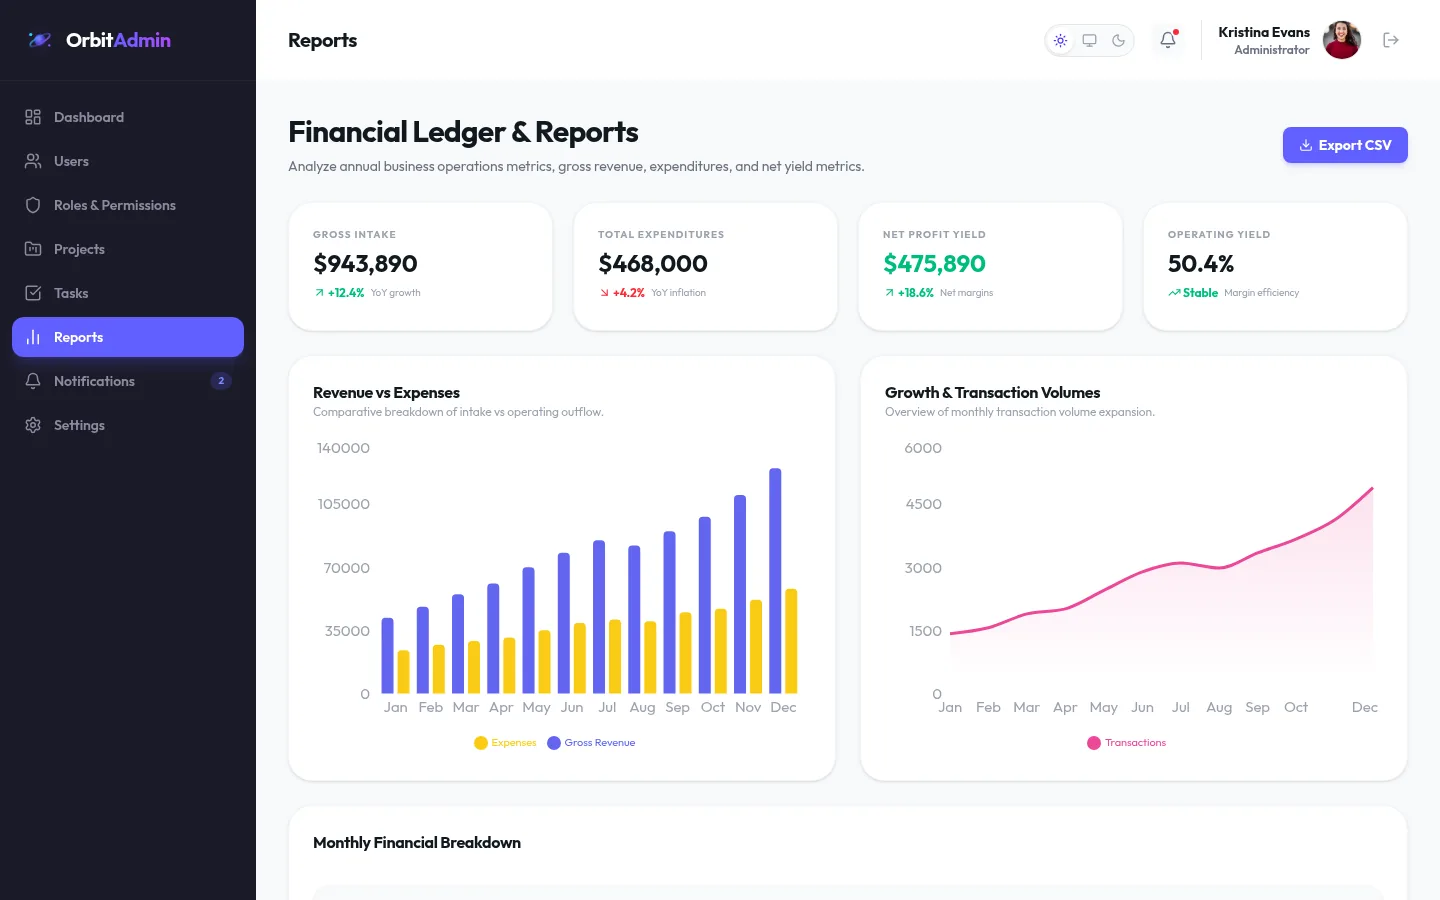 OrbitAdmin
Dashboard
Users
Roles & Permissions
Projects
Tasks
Reports
Notifications 2
Settings
Reports
Kristina Evans
Administrator
Financial Ledger & Reports
Analyze annual business operations metrics, gross revenue, expenditures, and net yield metrics.
Export CSV
GROSS INTAKE
$943,890
+12.4% YoY growth
TOTAL EXPENDITURES
$468,000
+4.2% YoY inflation
NET PROFIT YIELD
$475,890
+18.6% Net margins
OPERATING YIELD
50.4%
Stable Margin efficiency
Revenue vs Expenses
Comparative breakdown of intake vs operating outflow.
140000
105000
70000
35000
0
Jan Feb Mar Apr May Jun Jul Aug Sep Oct Nov Dec
Expenses Gross Revenue
Growth & Transaction Volumes
Overview of monthly transaction volume expansion.
6000
4500
3000
1500
0
Jan Feb Mar Apr May Jun Jul Aug Sep Oct Dec
Transactions
Monthly Financial Breakdown